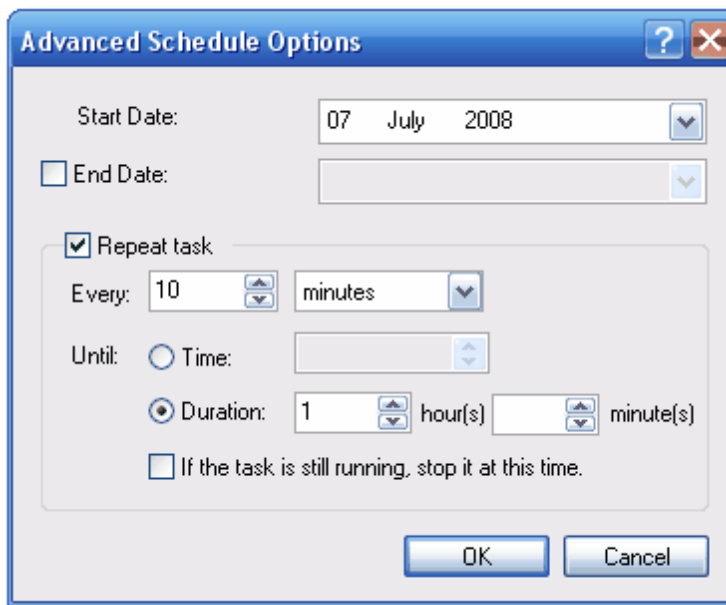 Advanced Schedule Options
Start Date: 07 July 2008
End Date:
Repeat task
Every: 10 minutes
Until: Time:
Duration: 1 hour(s) minute(s)
If the task is still running, stop it at this time.
OK Cancel